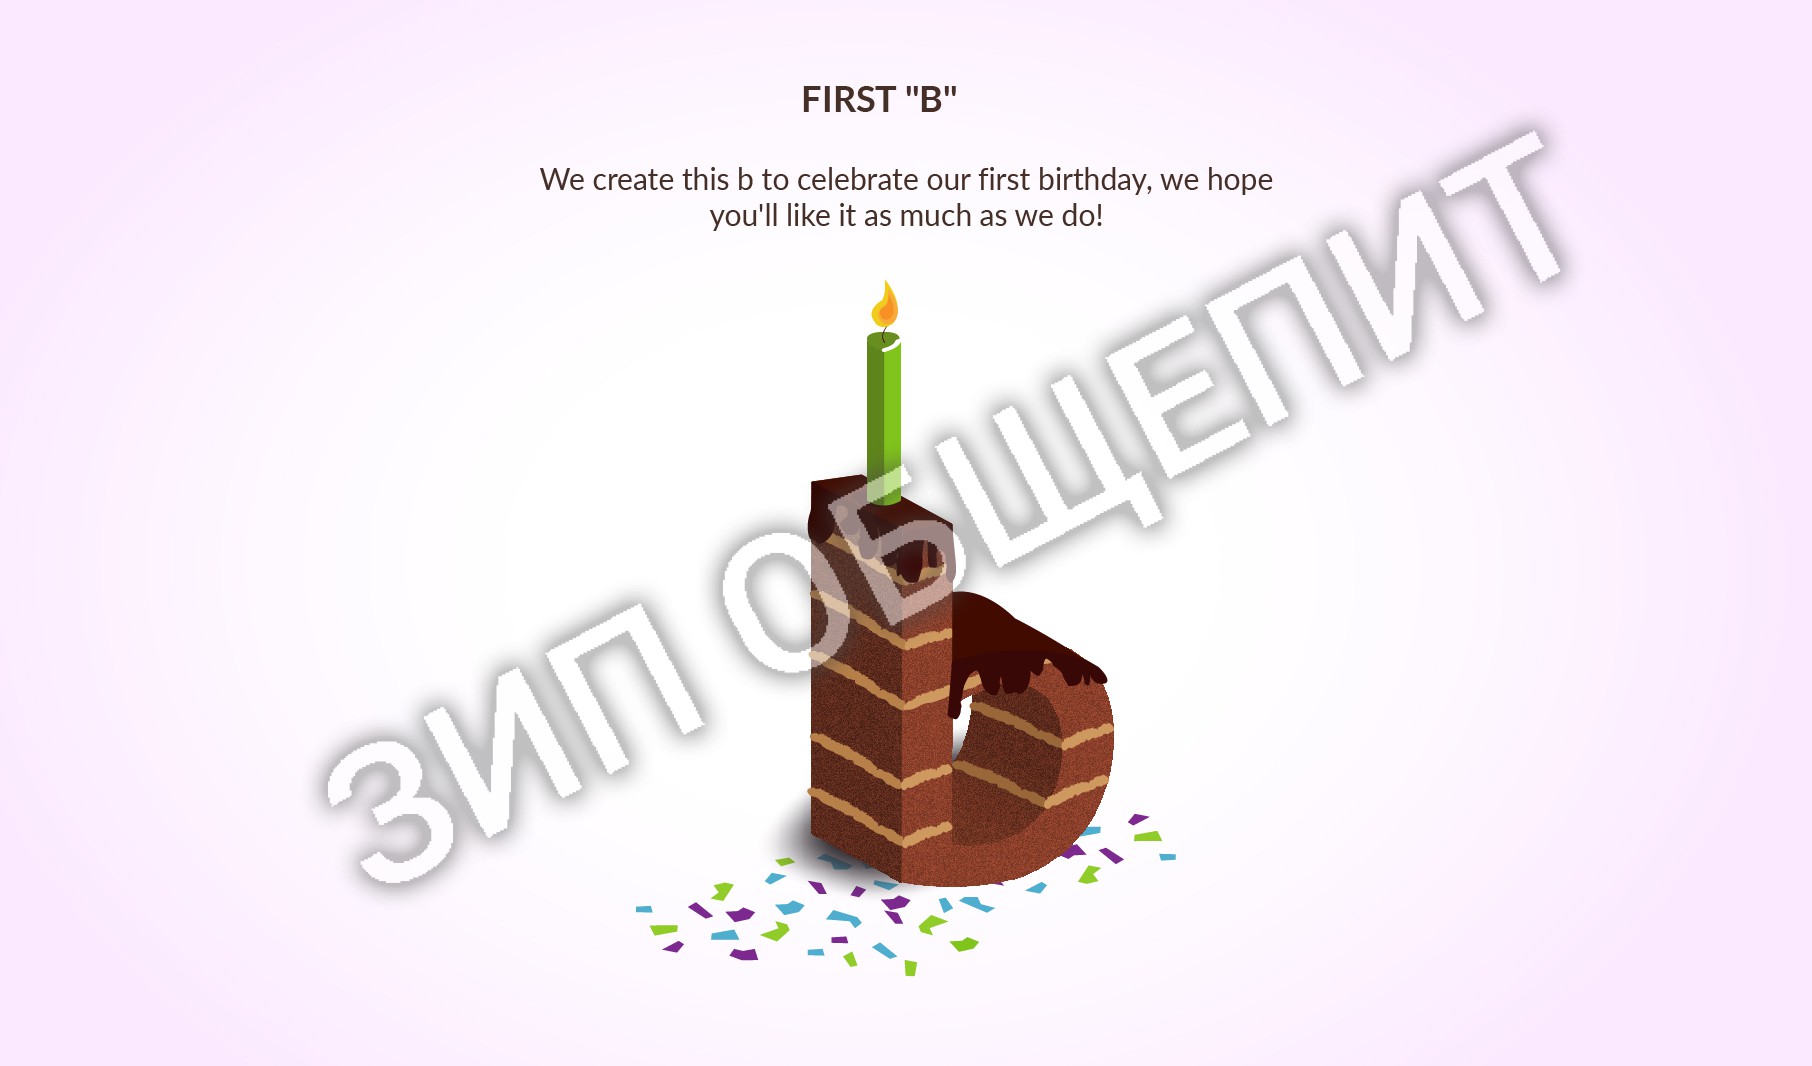 FIRST "B"
We create this b to celebrate our first birthday, we hope
you'll like it as much as we do!
ЗИП ОБЩЕПИТ